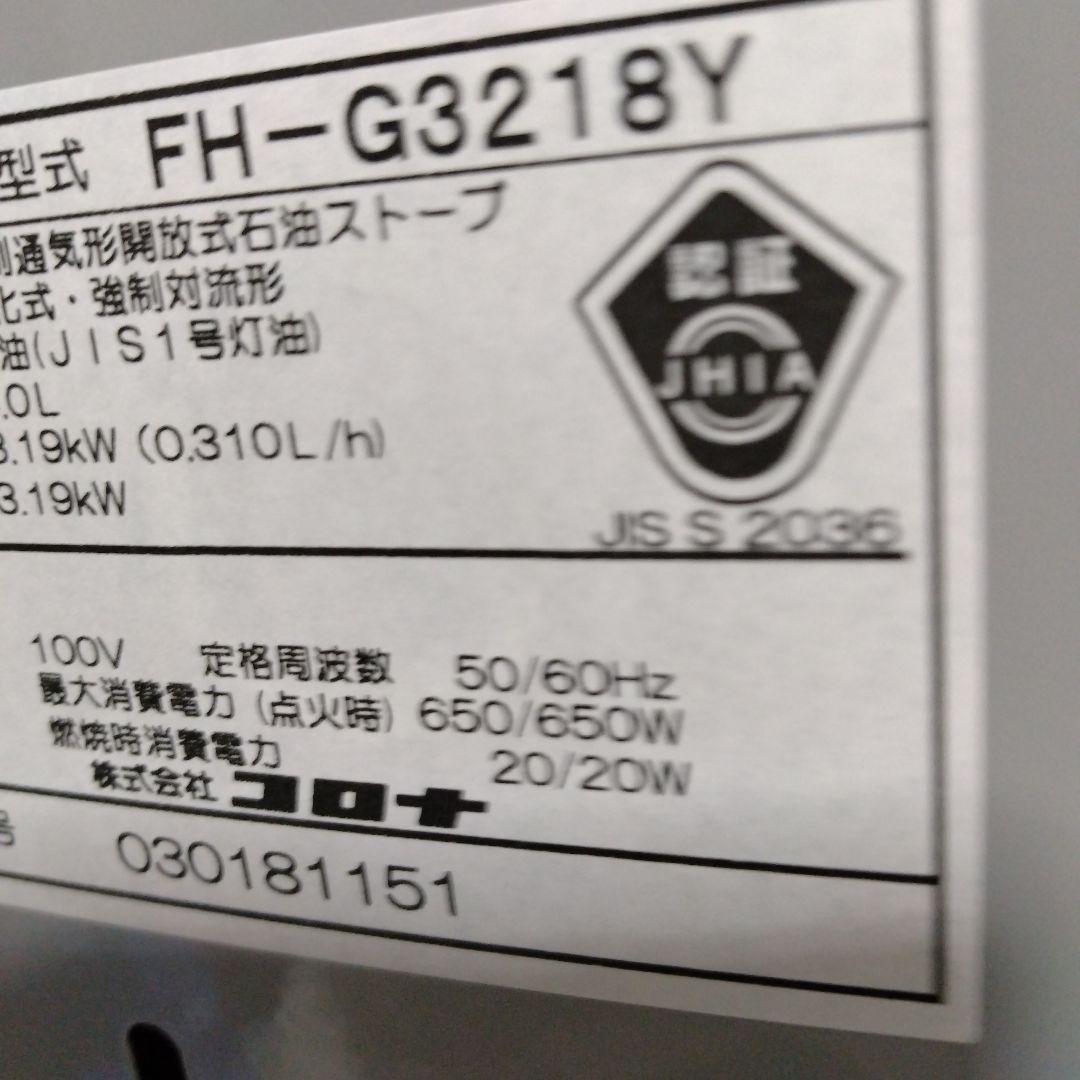 型式 FH-G3218Y
制通気形開放式石油ストーブ
化式・強制対流形
油(JIS1号灯油)
.0L
3.19kW (0.310L/h)
3.19kW
認証
JHIA
JIS S 2036
100V 定格周波数 50/60Hz
最大消費電力(点火時) 650/650W
燃焼時消費電力 20/20W
株式会社 コロナ
号 030181151